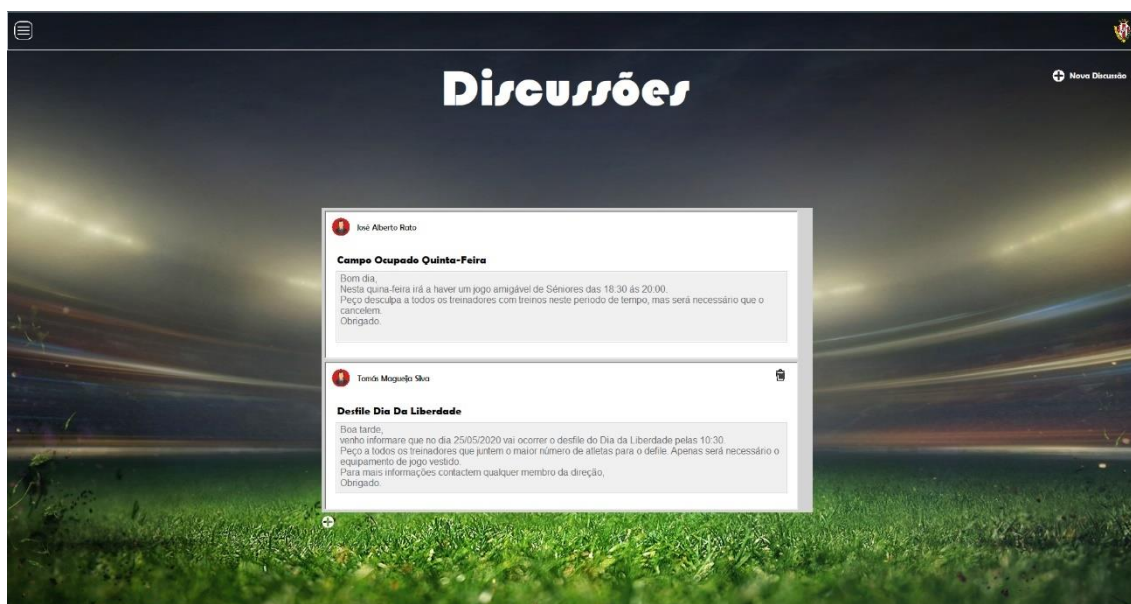 Discussões
Nova Discussão
José Alberto Rato
Campo Ocupado Quinta-Feira
Bom dia,
Nesta quina-feira irá a haver um jogo amigável de Séniores das 18:30 ás 20:00.
Peço desculpa a todos os treinadores com treinos neste periodo de tempo, mas será necessário que o
cancelem.
Obrigado.
Tomás Magueija Silva
Desfile Dia Da Liberdade
Boa tarde,
venho informare que no dia 25/05/2020 vai ocorrer o desfile do Dia da Liberdade pelas 10:30.
Peço a todos os treinadores que juntem o maior número de atletas para o defile. Apenas será necessário o
equipamento de jogo vestido.
Para mais informações contactem qualquer membro da direção,
Obrigado.